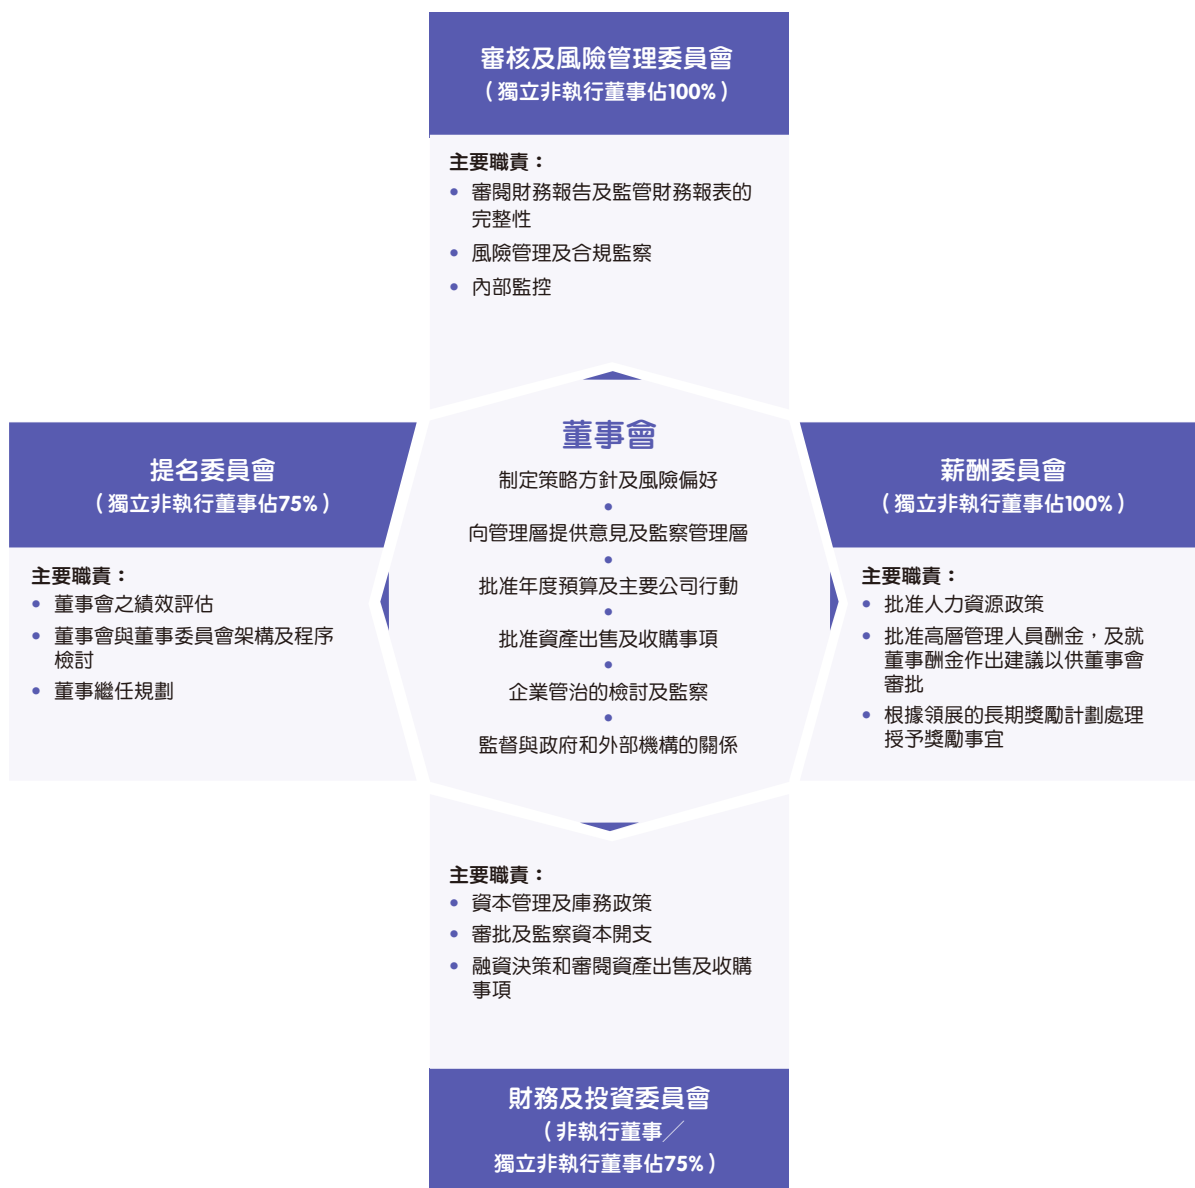 審核及風險管理委員會
（獨立非執行董事佔100%）
主要職責：
• 審閱財務報告及監管財務報表的
完整性
• 風險管理及合規監察
• 內部監控
提名委員會
（獨立非執行董事佔75%）
主要職責：
• 董事會之績效評估
• 董事會與董事委員會架構及程序
檢討
• 董事繼任規劃
董事會
制定策略方針及風險偏好
•
向管理層提供意見及監察管理層
•
批准年度預算及主要公司行動
•
批准資產出售及收購事項
•
企業管治的檢討及監察
•
監督與政府和外部機構的關係
薪酬委員會
（獨立非執行董事佔100%）
主要職責：
• 批准人力資源政策
• 批准高層管理人員酬金，及就
董事酬金作出建議以供董事會
審批
• 根據領展的長期獎勵計劃處理
授予獎勵事宜
主要職責：
• 資本管理及庫務政策
• 審批及監察資本開支
• 融資決策和審閱資產出售及收購
事項
財務及投資委員會
（非執行董事／
獨立非執行董事佔75%）